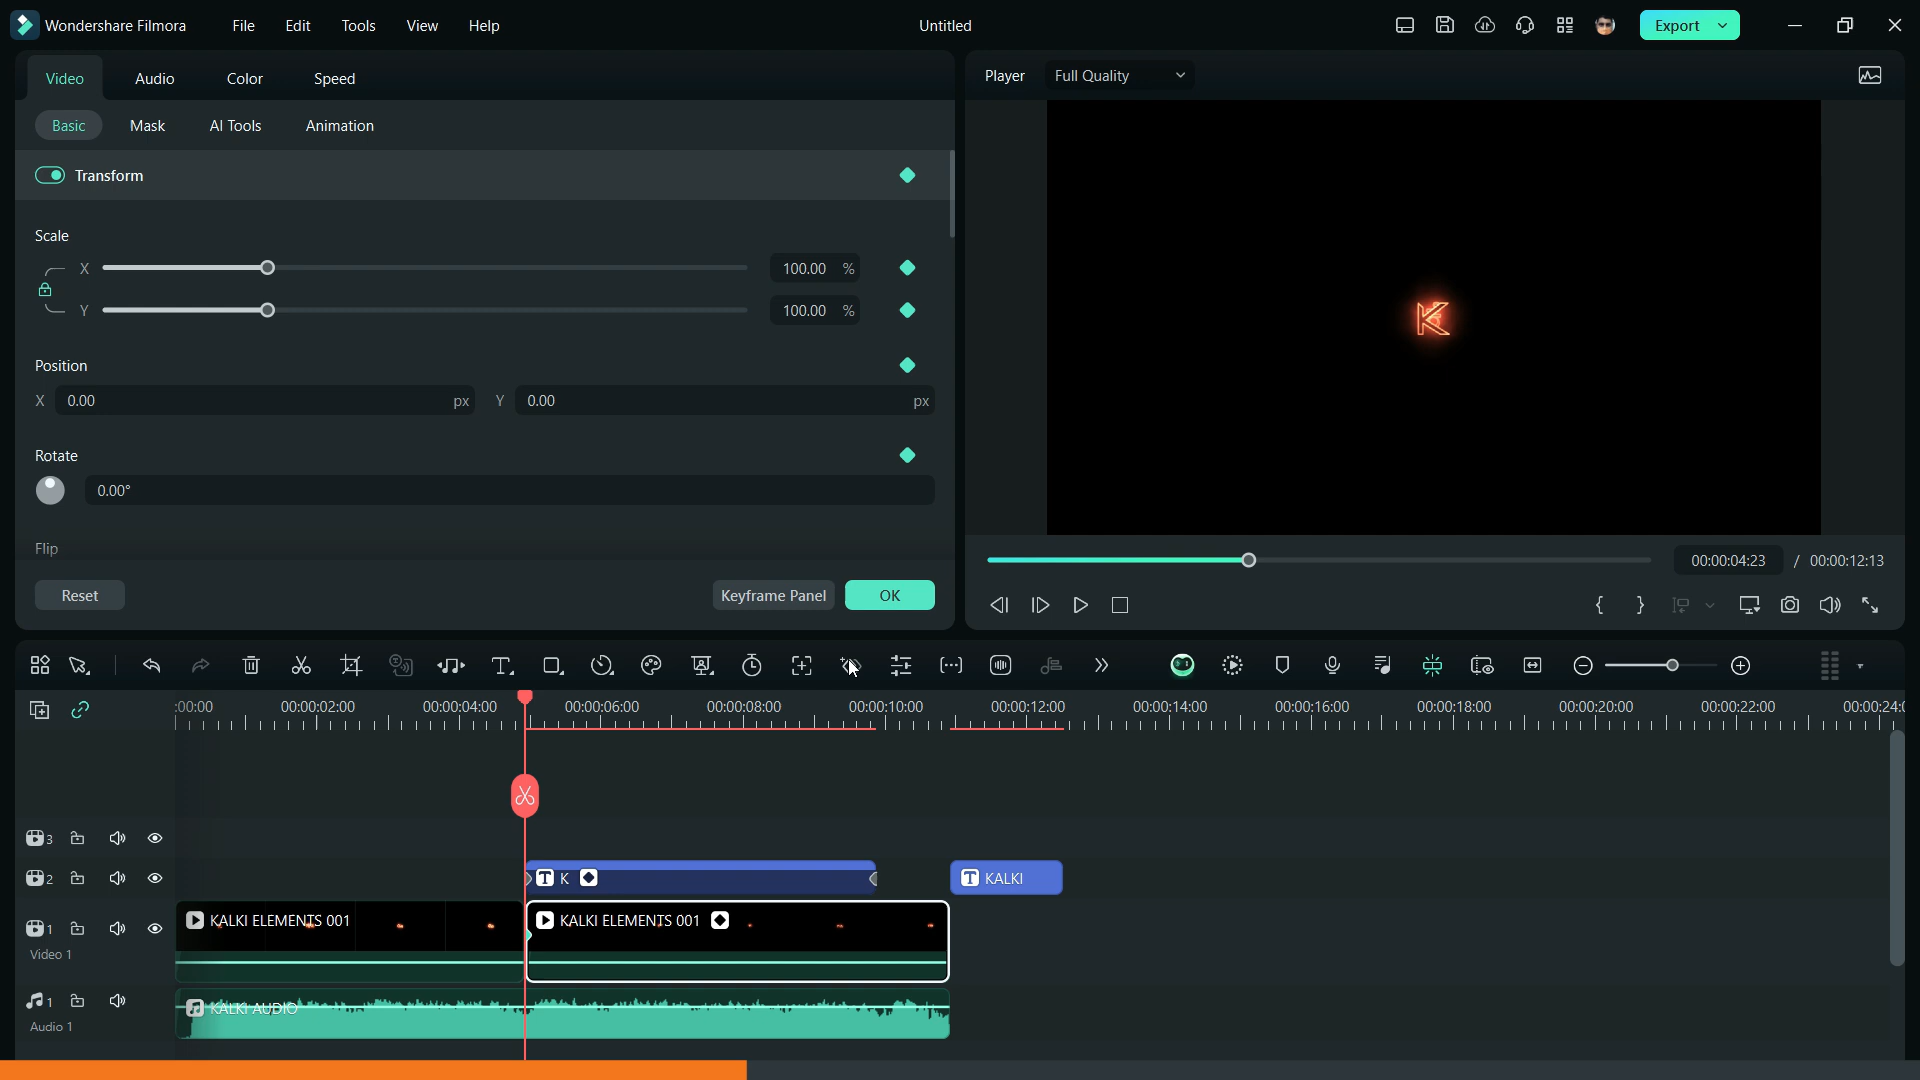 Wondershare Filmora File Edit Tools View Help Untitled Export
Video Audio Color Speed
Player Full Quality
Basic Mask AI Tools Animation
Transform
Scale
X 100.00 %
Y 100.00 %
Position
X 0.00 px Y 0.00 px
Rotate
0.00°
Flip
Reset Keyframe Panel OK
K
00:00:04:23 / 00:00:12:13
:00:00 00:00:02:00 00:00:04:00 00:00:06:00 00:00:08:00 00:00:10:00 00:00:12:00 00:00:14:00 00:00:16:00 00:00:18:00 00:00:20:00 00:00:22:00 00:00:24:0
3
2 T K T KALKI
1 KALKI ELEMENTS 001 KALKI ELEMENTS 001
Video 1
1 KALKI AUDIO
Audio 1